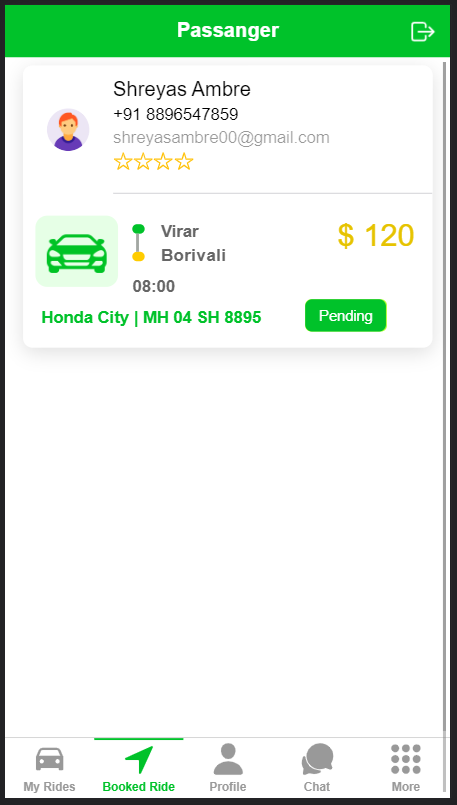 Passanger
Shreyas Ambre
+91 8896547859
shreyasambre00@gmail.com
Virar
$ 120
Borivali
08:00
Honda City | MH 04 SH 8895
Pending
My Rides
Booked Ride
Profile
Chat
More